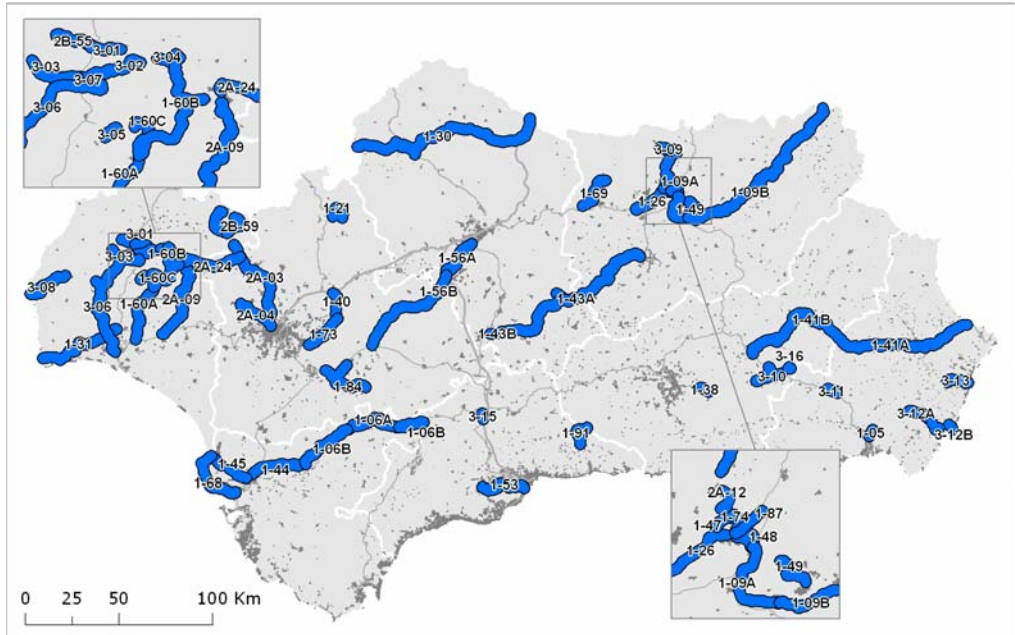 2B-55
3-01
3-04
3-03
3-02
3-07
2A-24
3-06
1-60B
1-60C
3-05
2A-09
1-60A
1-30
3-09
1-69
1-09A
1-09B
1-26
1-49
1-21
2B-59
3-01
3-03
1-60B
1-56A
2A-24
3-08
1-60C
2A-03
1-56B
3-06
1-60A
2A-09
1-40
1-43A
2A-04
1-41B
1-31
1-73
1-43B
1-41A
3-16
3-10
3-13
1-84
1-38
3-11
3-15
3-12A
1-06A
1-06B
1-91
1-05
3-12B
1-06B
1-45
1-44
1-68
1-53
2A-12
1-74
1-87
1-47
1-48
1-26
1-49
1-09A
1-09B
0 25 50 100 Km